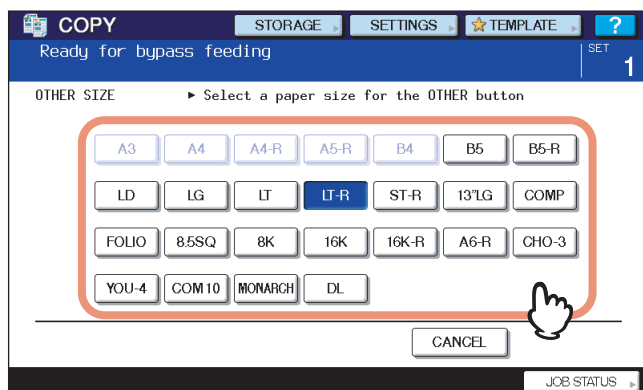 COPY STORAGE SETTINGS TEMPLATE ?
Ready for bypass feeding SET
1
OTHER SIZE ► Select a paper size for the OTHER button
A3 A4 A4-R A5-R B4 B5 B5-R
LD LG LT LT-R ST-R 13"LG COMP
FOLIO 8.5SQ 8K 16K 16K-R A6-R CHO-3
YOU-4 COM10 MONARCH DL
CANCEL
JOB STATUS